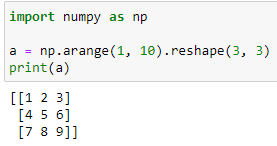 import numpy as np
a = np.arange(1, 10).reshape(3, 3)
print(a)
[[1 2 3]
 [4 5 6]
 [7 8 9]]